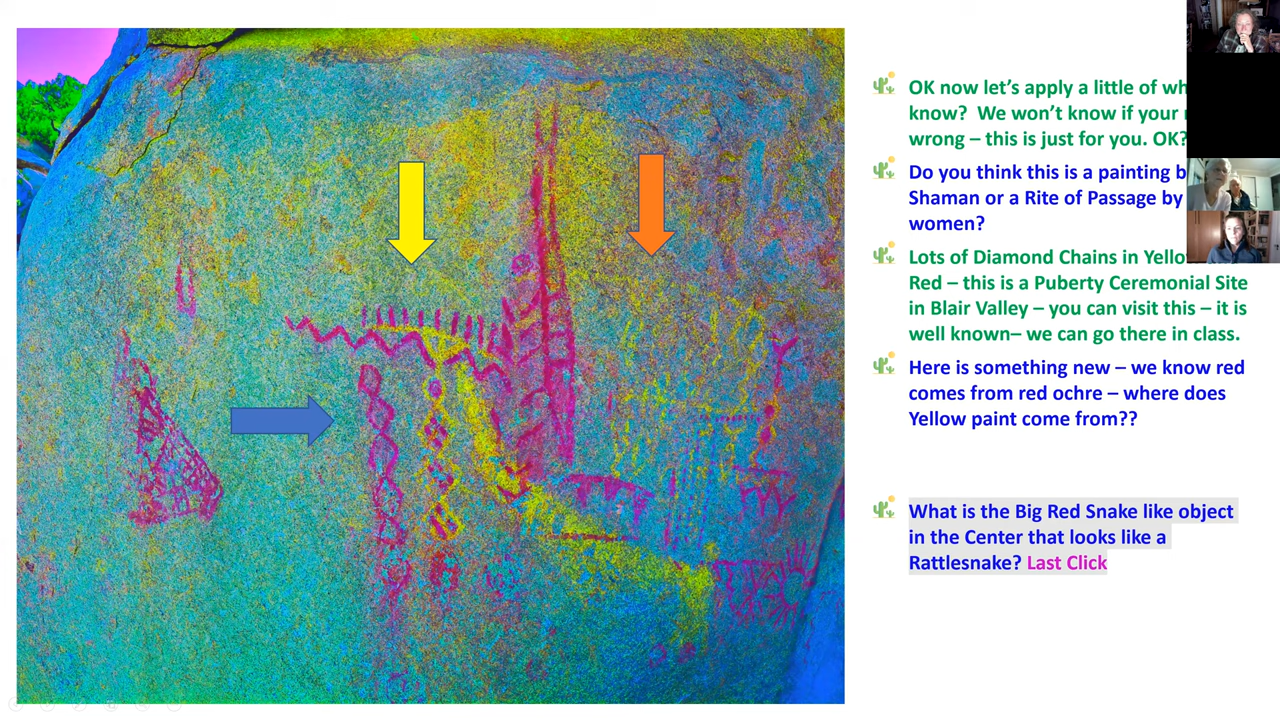 OK now let's apply a little of
know? We won't know if your
wrong – this is just for you. OK?
Do you think this is a painting
Shaman or a Rite of Passage by
women?
Lots of Diamond Chains in
Red – this is a Puberty Ceremonial Site
in Blair Valley – you can visit this – it is
well known– we can go there in class.
Here is something new – we know red
comes from red ochre – where does
Yellow paint come from??
What is the Big Red Snake like object
in the Center that looks like a
Rattlesnake? Last Click